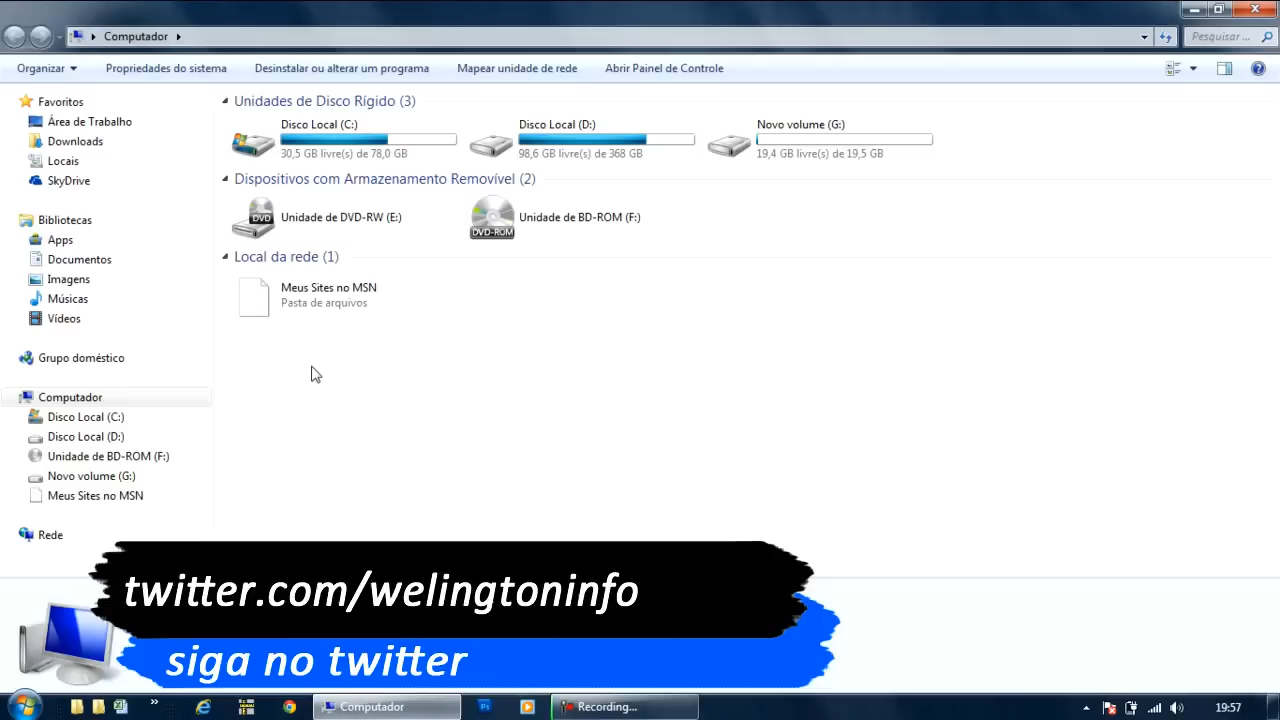 Computador
Pesquisar ...
Organizar
Propriedades do sistema
Desinstalar ou alterar um programa
Mapear unidade de rede
Abrir Painel de Controle
Favoritos
Área de Trabalho
Downloads
Locais
SkyDrive
Bibliotecas
Apps
Documentos
Imagens
Músicas
Vídeos
Grupo doméstico
Computador
Disco Local (C:)
Disco Local (D:)
Unidade de BD-ROM (F:)
Novo volume (G:)
Meus Sites no MSN
Rede
Unidades de Disco Rígido (3)
Disco Local (C:)
30,5 GB livre(s) de 78,0 GB
Disco Local (D:)
98,6 GB livre(s) de 368 GB
Novo volume (G:)
19,4 GB livre(s) de 19,5 GB
Dispositivos com Armazenamento Removível (2)
DVD
Unidade de DVD-RW (E:)
DVD-ROM
Unidade de BD-ROM (F:)
Local da rede (1)
Meus Sites no MSN
Pasta de arquivos
twitter.com/welingtoninfo
siga no twitter
Computador
Ps
Recording...
19:57